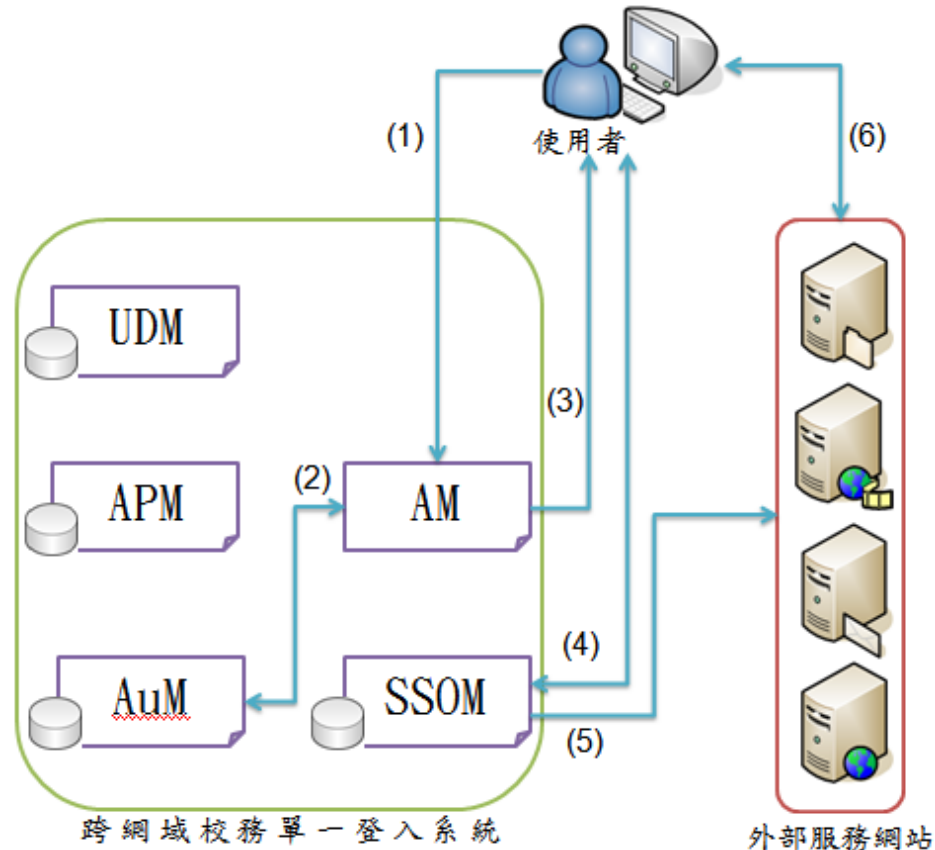 (1)
使用者
(6)
UDM
(3)
(2)
APM
AM
(4)
AuM
SSOM
(5)
跨網域校務單一登入系統
外部服務網站